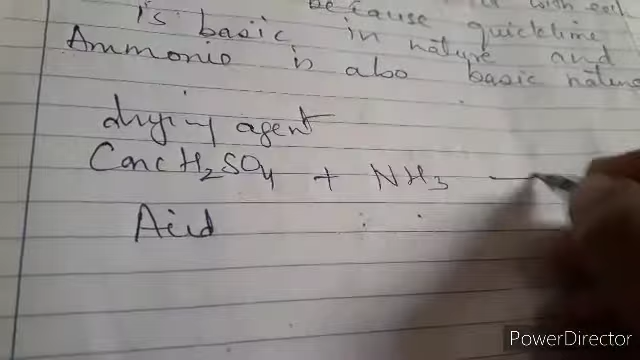 because quicklime
is basic in nature and
Ammonia is also basic nature
drying agent
Conc H2SO4 + NH3 —
Acid
PowerDirector